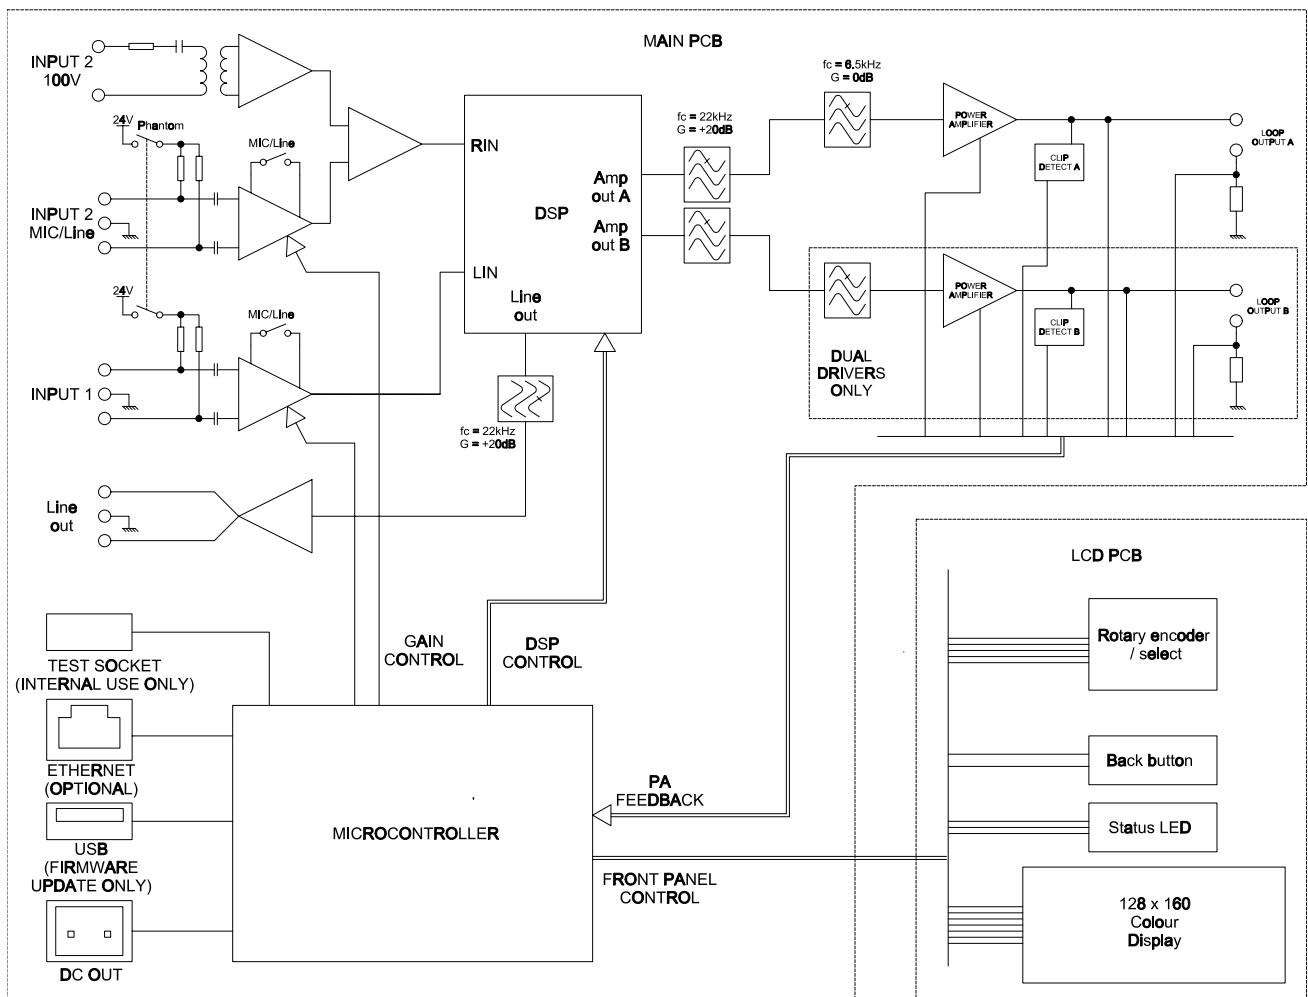 MAIN PCB
INPUT 2
100V
24V
Phantom
MIC/Line
INPUT 2
MIC/Line
24V
MIC/Line
INPUT 1
RIN
DSP
LIN
Amp
out A
Amp
out B
Line
out
fc = 22kHz
G = +20dB
fc = 6.5kHz
G = 0dB
POWER
AMPLIFIER
CLIP
DETECT A
LOOP
OUTPUT A
POWER
AMPLIFIER
CLIP
DETECT B
LOOP
OUTPUT B
DUAL
DRIVERS
ONLY
fc = 22kHz
G = +20dB
Line
out
LCD PCB
Rotary encoder
/ select
Back button
Status LED
128 x 160
Colour
Display
GAIN
CONTROL
DSP
CONTROL
TEST SOCKET
(INTERNAL USE ONLY)
ETHERNET
(OPTIONAL)
USB
(FIRMWARE
UPDATE ONLY)
DC OUT
MICROCONTROLLER
PA
FEEDBACK
FRONT PANEL
CONTROL